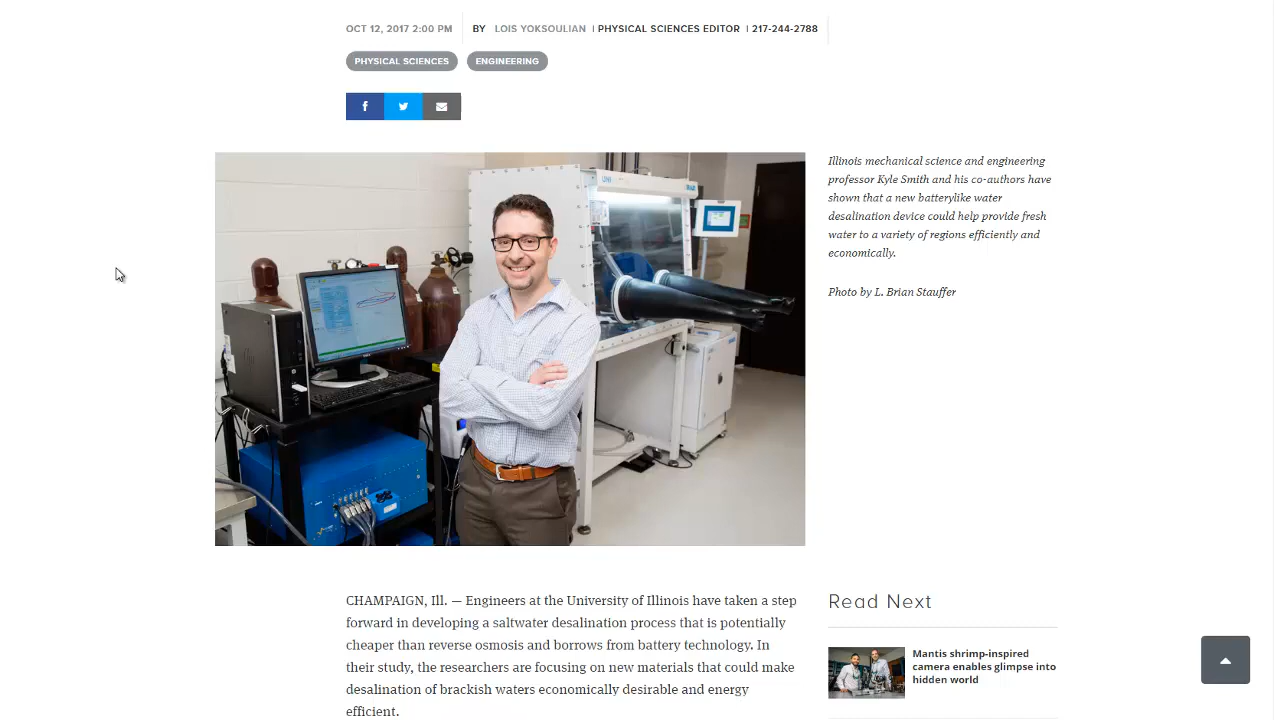 OCT 12, 2017 2:00 PM BY LOIS YOKSOULIAN | PHYSICAL SCIENCES EDITOR | 217-244-2788
PHYSICAL SCIENCES ENGINEERING
Illinois mechanical science and engineering
professor Kyle Smith and his co-authors have
shown that a new batterylike water
desalination device could help provide fresh
water to a variety of regions efficiently and
economically.
Photo by L. Brian Stauffer
CHAMPAIGN, Ill. — Engineers at the University of Illinois have taken a step
forward in developing a saltwater desalination process that is potentially
cheaper than reverse osmosis and borrows from battery technology. In
their study, the researchers are focusing on new materials that could make
desalination of brackish waters economically desirable and energy
efficient.
Read Next
Mantis shrimp-inspired
camera enables glimpse into
hidden world